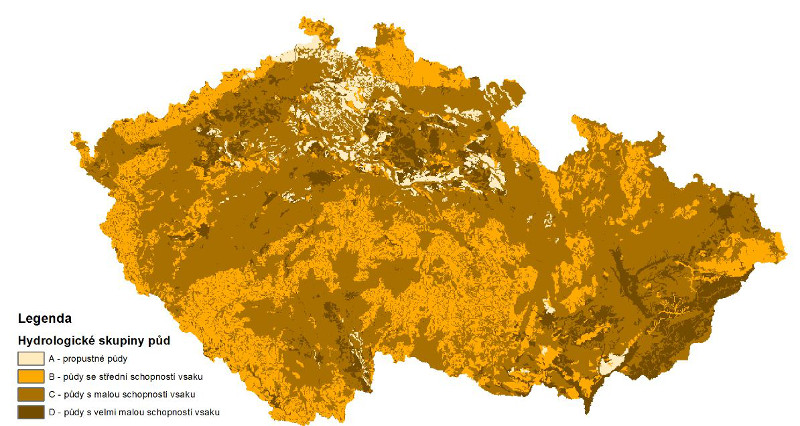 Legenda
Hydrologické skupiny půd
A - propustné půdy
B - půdy se střední schopností vsaku
C - půdy s malou schopností vsaku
D - půdy s velmi malou schopností vsaku